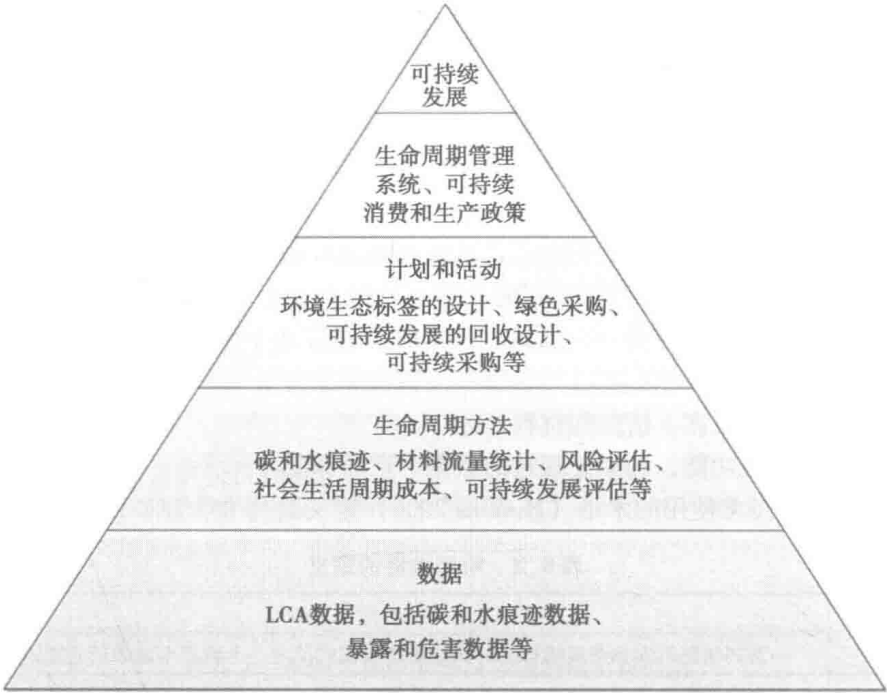 可持续
发展
生命周期管理
系统、可持续
消费和生产政策
计划和活动
环境生态标签的设计、绿色采购、
可持续发展的回收设计、
可持续采购等
生命周期方法
碳和水痕迹、材料流量统计、风险评估、
社会生活周期成本、可持续发展评估等
数据
LCA数据，包括碳和水痕迹数据、
暴露和危害数据等